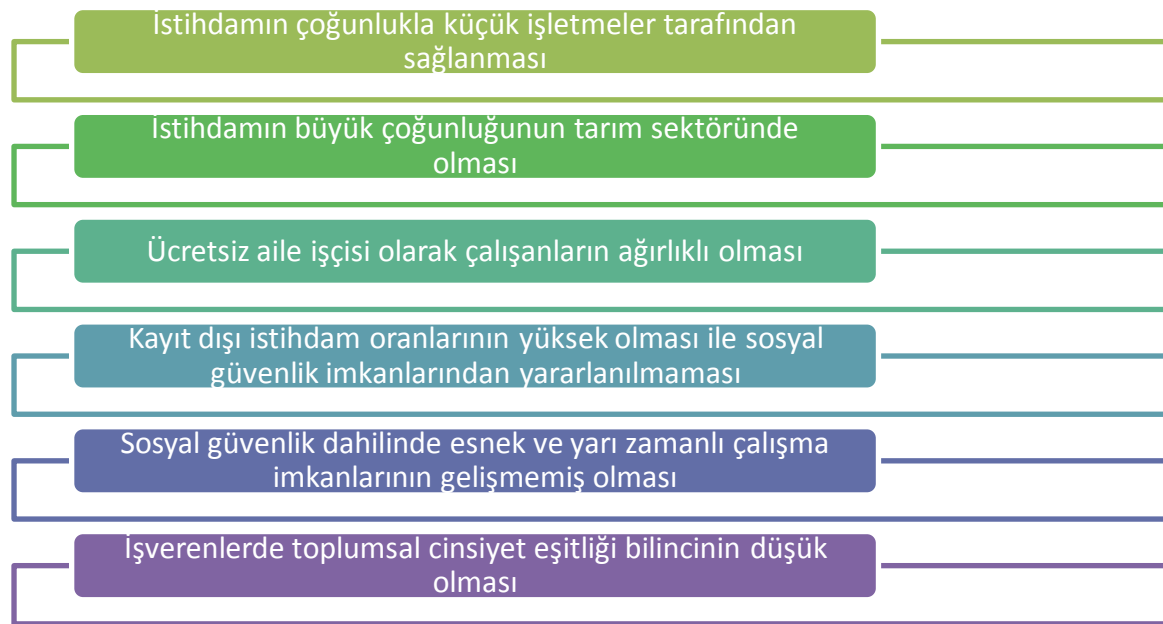 İstihdamın çoğunlukla küçük işletmeler tarafından
sağlanması
İstihdamın büyük çoğunluğunun tarım sektöründe
olması
Ücretsiz aile işçisi olarak çalışanların ağırlıklı olması
Kayıt dışı istihdam oranlarının yüksek olması ile sosyal
güvenlik imkanlarından yararlanılmaması
Sosyal güvenlik dahilinde esnek ve yarı zamanlı çalışma
imkanlarının gelişmemiş olması
İşverenlerde toplumsal cinsiyet eşitliği bilincinin düşük
olması